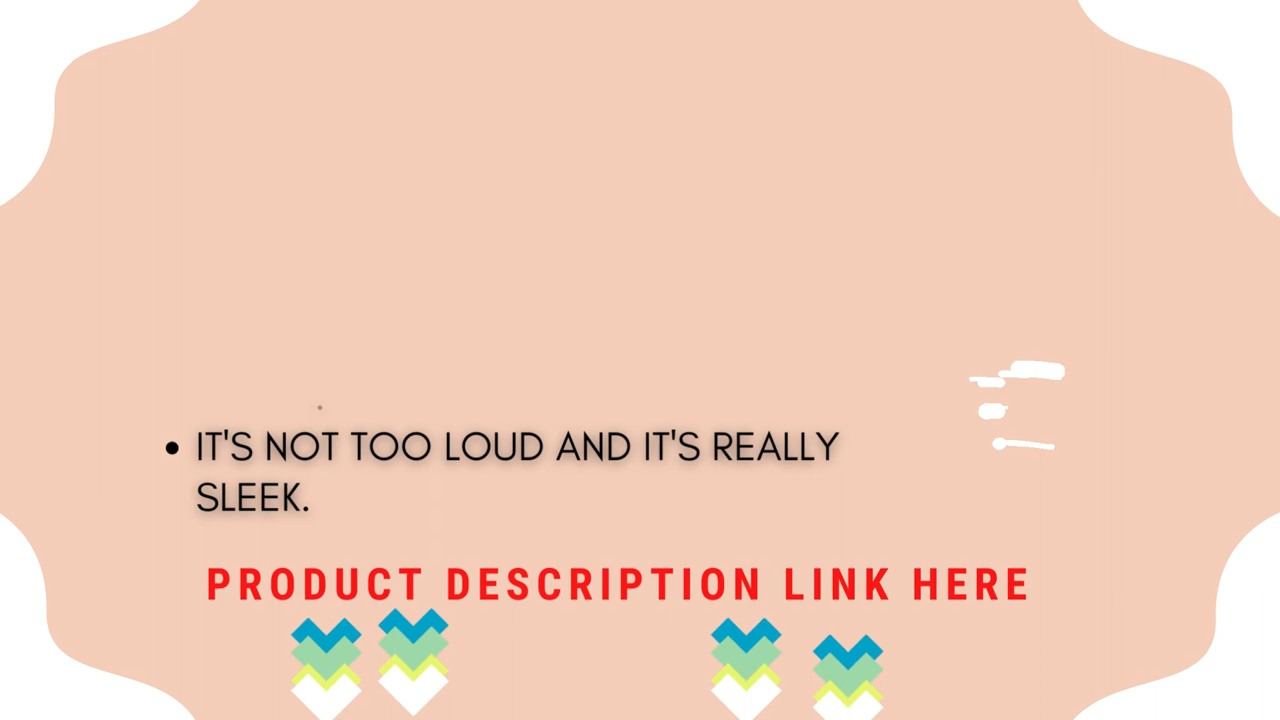 • IT'S NOT TOO LOUD AND IT'S REALLY
SLEEK.
PRODUCT DESCRIPTION LINK HERE